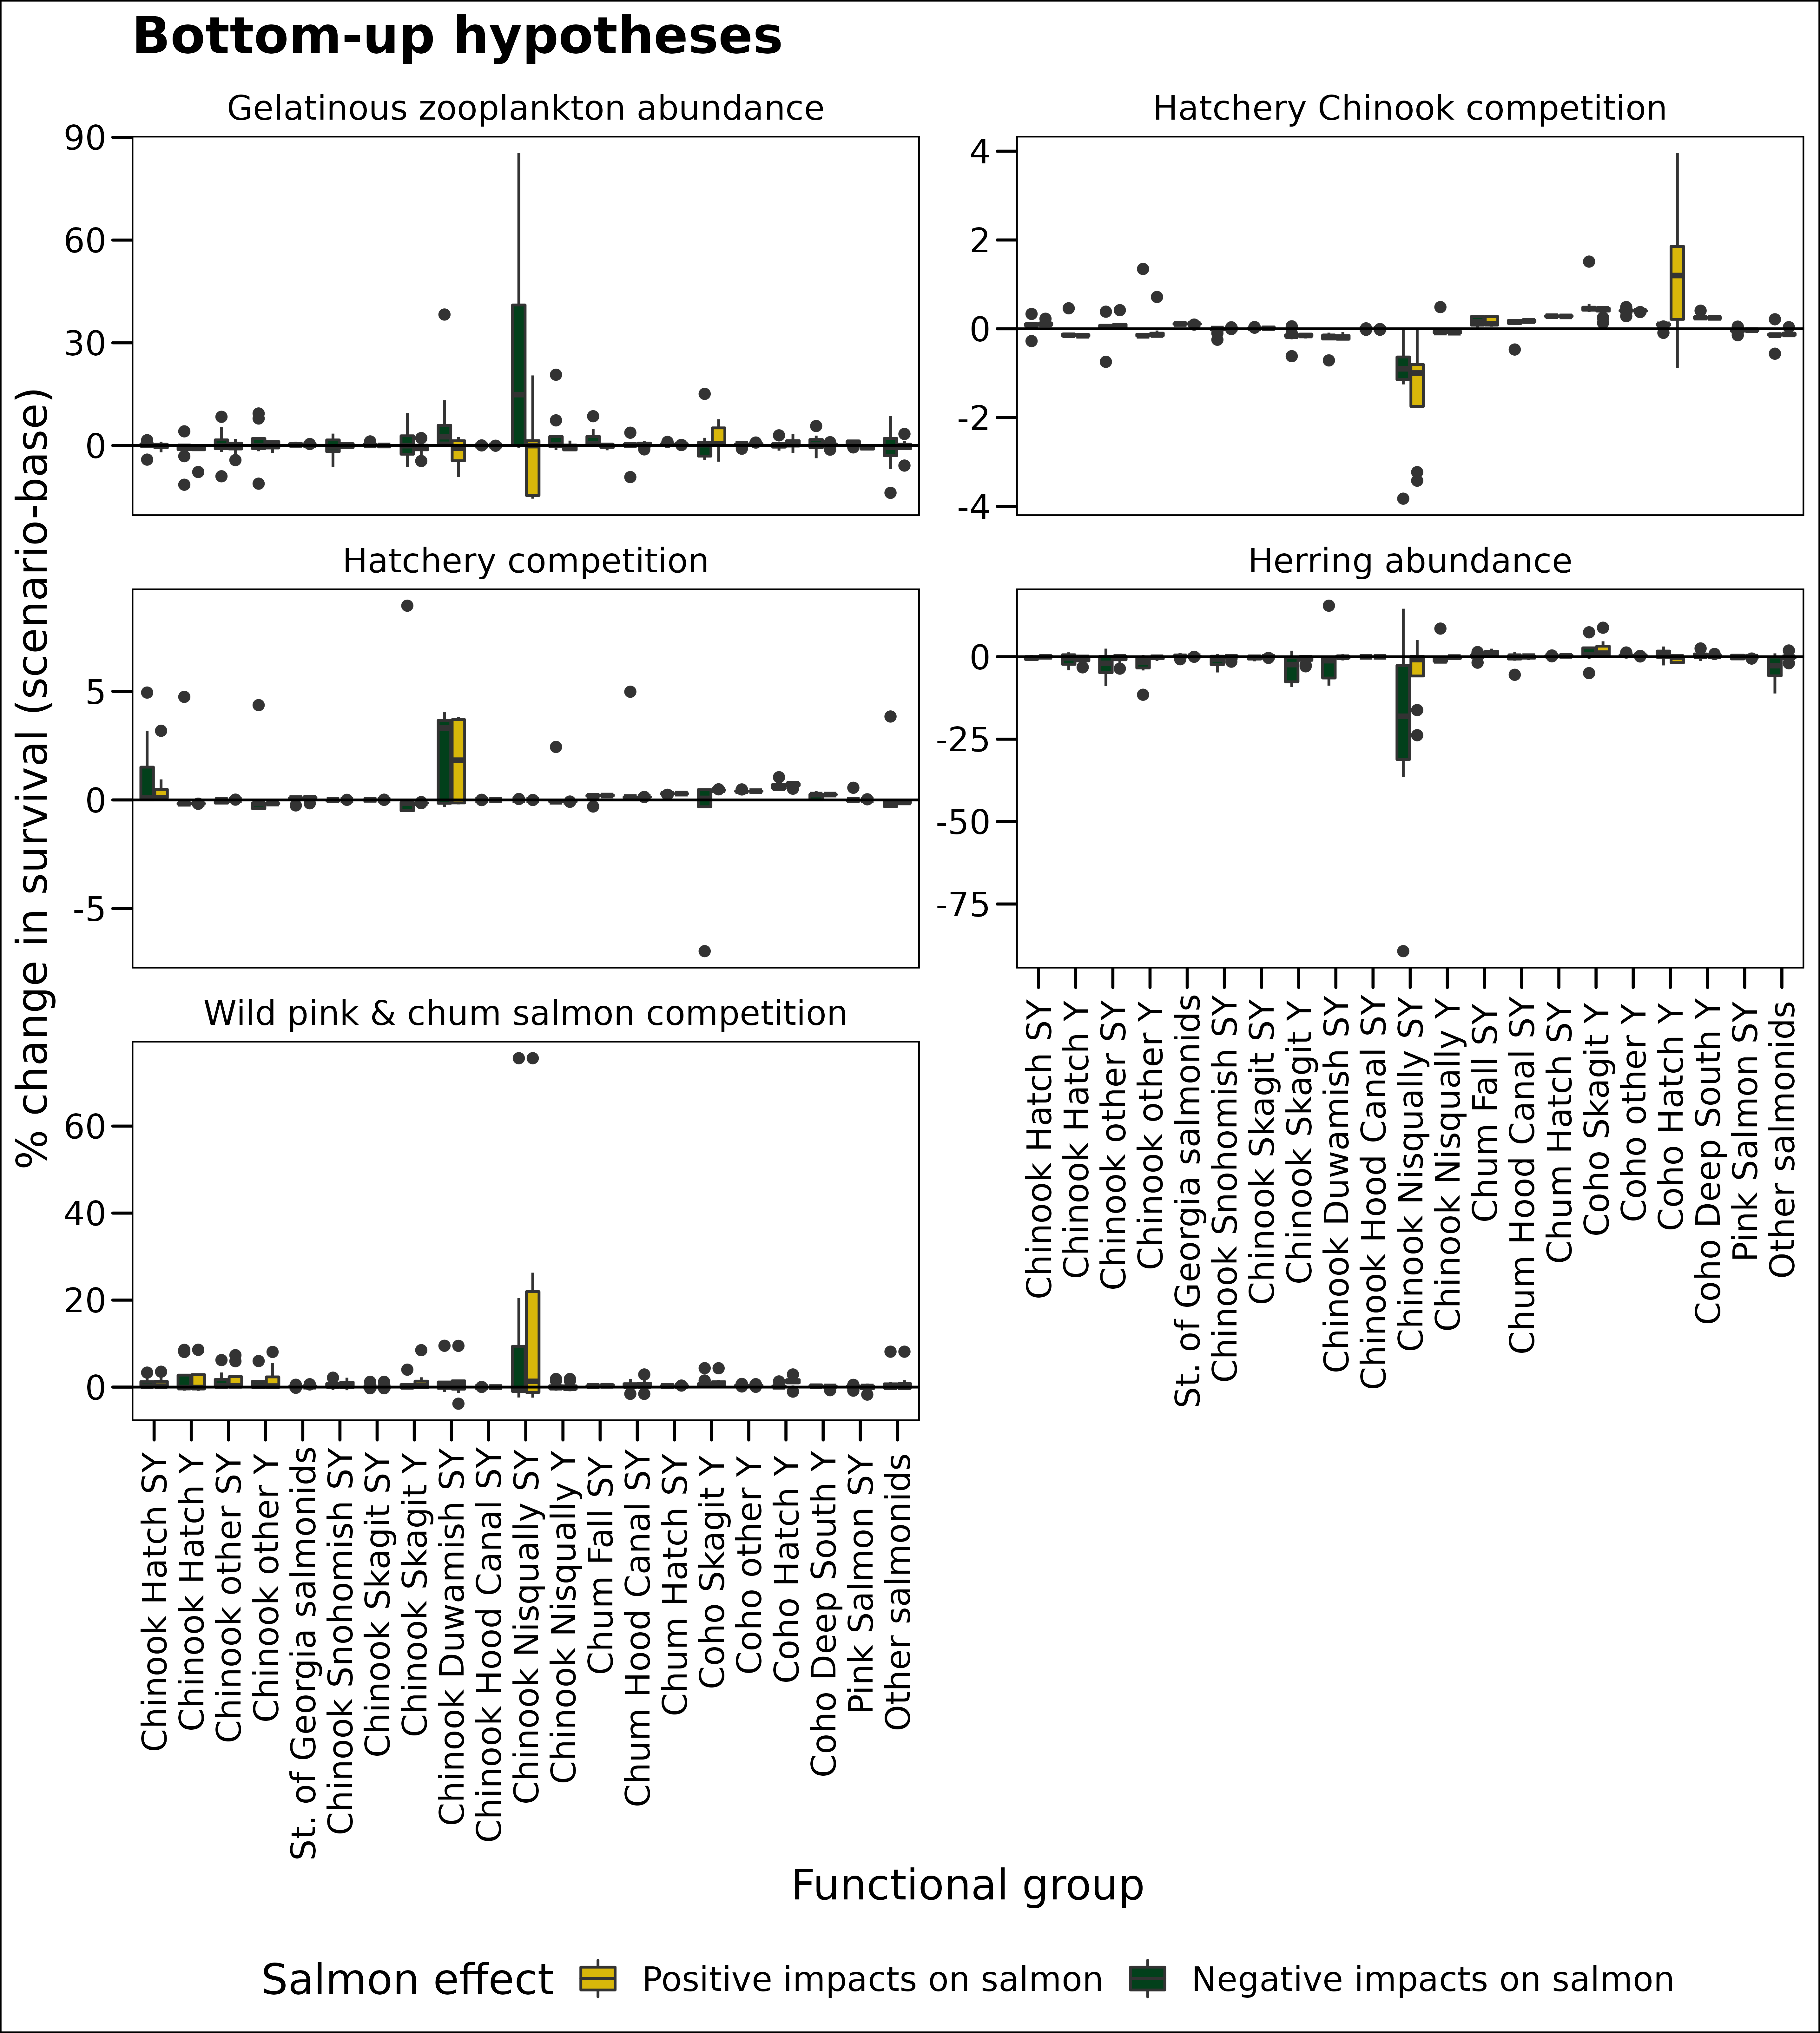 Bottom-up hypotheses
% change in survival (scenario-base)
Gelatinous zooplankton abundance
90
60
30
0
Hatchery Chinook competition
4
2
0
-2
-4
Hatchery competition
5
0
-5
Herring abundance
0
-25
-50
-75
Chinook Hatch SY
Chinook Hatch Y
Chinook other SY
Chinook other Y
St. of Georgia salmonids
Chinook Snohomish SY
Chinook Skagit SY
Chinook Skagit Y
Chinook Duwamish SY
Chinook Hood Canal SY
Chinook Nisqually SY
Chinook Nisqually Y
Chum Fall SY
Chum Hood Canal SY
Chum Hatch SY
Coho Skagit Y
Coho other Y
Coho Hatch Y
Coho Deep South Y
Pink Salmon SY
Other salmonids
Wild pink & chum salmon competition
60
40
20
0
Chinook Hatch SY
Chinook Hatch Y
Chinook other SY
Chinook other Y
St. of Georgia salmonids
Chinook Snohomish SY
Chinook Skagit SY
Chinook Skagit Y
Chinook Duwamish SY
Chinook Hood Canal SY
Chinook Nisqually SY
Chinook Nisqually Y
Chum Fall SY
Chum Hood Canal SY
Chum Hatch SY
Coho Skagit Y
Coho other Y
Coho Hatch Y
Coho Deep South Y
Pink Salmon SY
Other salmonids
Functional group
Salmon effect
Positive impacts on salmon
Negative impacts on salmon